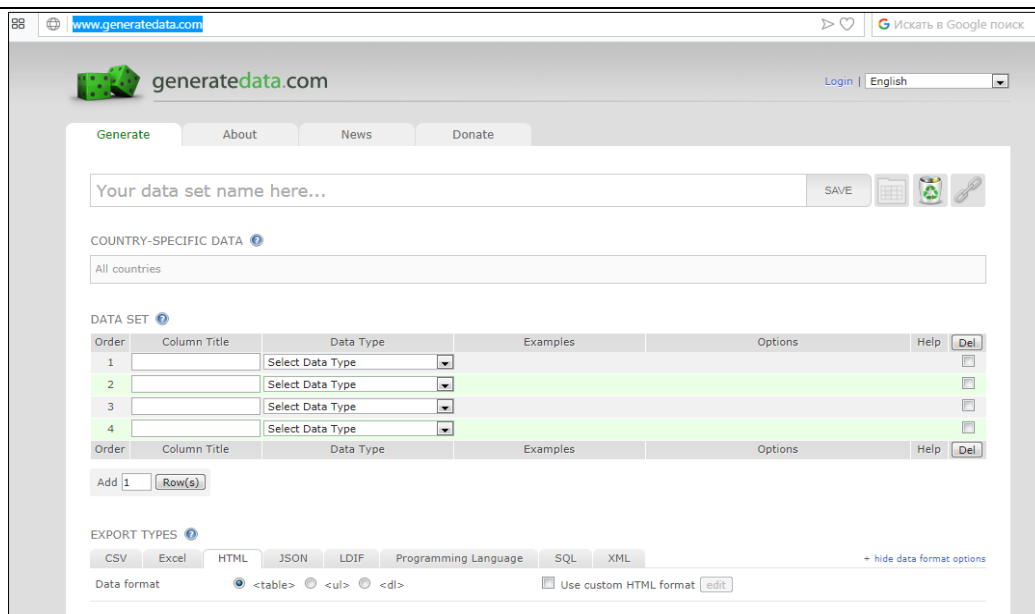 www.generatedata.com
G Искать в Google поиск
generatedata.com
Login | English
Generate About News Donate
Your data set name here...
SAVE
COUNTRY-SPECIFIC DATA ?
All countries
DATA SET ?
Order Column Title Data Type Examples Options Help Del
1 Select Data Type
2 Select Data Type
3 Select Data Type
4 Select Data Type
Order Column Title Data Type Examples Options Help Del
Add 1 Row(s)
EXPORT TYPES ?
CSV Excel HTML JSON LDIF Programming Language SQL XML + hide data format options
Data format <table> <ul> <dl> Use custom HTML format edit